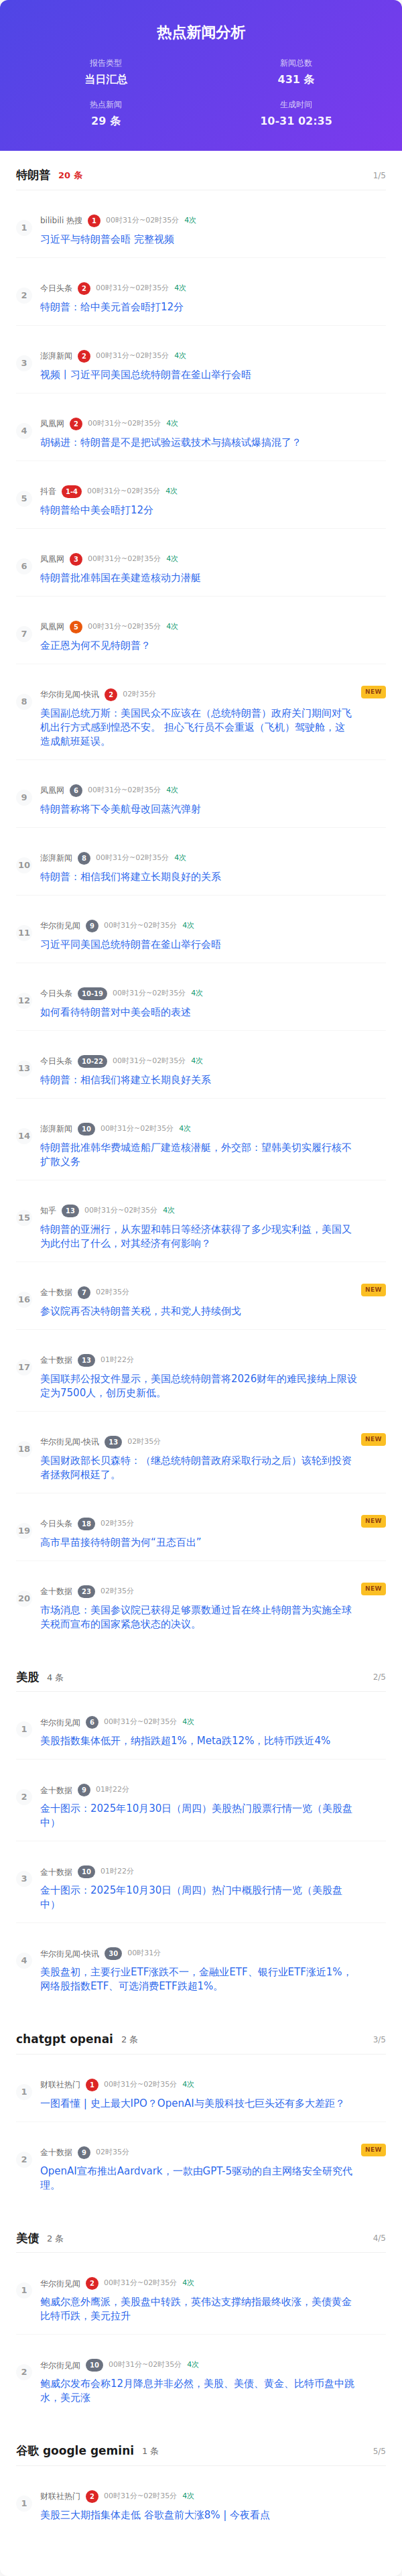 热点新闻分析
报告类型
当日汇总
新闻总数
431 条
热点新闻
29 条
生成时间
10-31 02:35
特朗普 20 条 1/5
1 bilibili 热搜 1 00时31分~02时35分 4次
习近平与特朗普会晤 完整视频
2 今日头条 2 00时31分~02时35分 4次
特朗普：给中美元首会晤打12分
3 澎湃新闻 2 00时31分~02时35分 4次
视频丨习近平同美国总统特朗普在釜山举行会晤
4 凤凰网 2 00时31分~02时35分 4次
胡锡进：特朗普是不是把试验运载技术与搞核试爆搞混了？
5 抖音 1-4 00时31分~02时35分 4次
特朗普给中美会晤打12分
6 凤凰网 3 00时31分~02时35分 4次
特朗普批准韩国在美建造核动力潜艇
7 凤凰网 5 00时31分~02时35分 4次
金正恩为何不见特朗普？
8 华尔街见闻-快讯 2 02时35分 NEW
美国副总统万斯：美国民众不应该在（总统特朗普）政府关门期间对飞
机出行方式感到惶恐不安。 担心飞行员不会重返（飞机）驾驶舱，这
造成航班延误。
9 凤凰网 6 00时31分~02时35分 4次
特朗普称将下令美航母改回蒸汽弹射
10 澎湃新闻 8 00时31分~02时35分 4次
特朗普：相信我们将建立长期良好的关系
11 华尔街见闻 9 00时31分~02时35分 4次
习近平同美国总统特朗普在釜山举行会晤
12 今日头条 10-19 00时31分~02时35分 4次
如何看待特朗普对中美会晤的表述
13 今日头条 10-22 00时31分~02时35分 4次
特朗普：相信我们将建立长期良好关系
14 澎湃新闻 10 00时31分~02时35分 4次
特朗普批准韩华费城造船厂建造核潜艇，外交部：望韩美切实履行核不
扩散义务
15 知乎 13 00时31分~02时35分 4次
特朗普的亚洲行，从东盟和日韩等经济体获得了多少现实利益，美国又
为此付出了什么，对其经济有何影响？
16 金十数据 7 02时35分 NEW
参议院再否决特朗普关税，共和党人持续倒戈
17 金十数据 13 01时22分
美国联邦公报文件显示，美国总统特朗普将2026财年的难民接纳上限设
定为7500人，创历史新低。
18 华尔街见闻-快讯 13 02时35分 NEW
美国财政部长贝森特：（继总统特朗普政府采取行动之后）该轮到投资
者拯救阿根廷了。
19 今日头条 18 02时35分 NEW
高市早苗接待特朗普为何“丑态百出”
20 金十数据 23 02时35分 NEW
市场消息：美国参议院已获得足够票数通过旨在终止特朗普为实施全球
关税而宣布的国家紧急状态的决议。
美股 4 条 2/5
1 华尔街见闻 6 00时31分~02时35分 4次
美股指数集体低开，纳指跌超1%，Meta跌12%，比特币跌近4%
2 金十数据 9 01时22分
金十图示：2025年10月30日（周四）美股热门股票行情一览（美股盘
中）
3 金十数据 10 01时22分
金十图示：2025年10月30日（周四）热门中概股行情一览（美股盘
中）
4 华尔街见闻-快讯 30 00时31分
美股盘初，主要行业ETF涨跌不一，金融业ETF、银行业ETF涨近1%，
网络股指数ETF、可选消费ETF跌超1%。
chatgpt openai 2 条 3/5
1 财联社热门 1 00时31分~02时35分 4次
一图看懂 | 史上最大IPO？OpenAI与美股科技七巨头还有多大差距？
2 金十数据 9 02时35分 NEW
OpenAI宣布推出Aardvark，一款由GPT-5驱动的自主网络安全研究代
理。
美债 2 条 4/5
1 华尔街见闻 2 00时31分~02时35分 4次
鲍威尔意外鹰派，美股盘中转跌，英伟达支撑纳指最终收涨，美债黄金
比特币跌，美元拉升
2 华尔街见闻 10 00时31分~02时35分 4次
鲍威尔发布会称12月降息并非必然，美股、美债、黄金、比特币盘中跳
水，美元涨
谷歌 google gemini 1 条 5/5
1 财联社热门 2 00时31分~02时35分 4次
美股三大期指集体走低 谷歌盘前大涨8% | 今夜看点